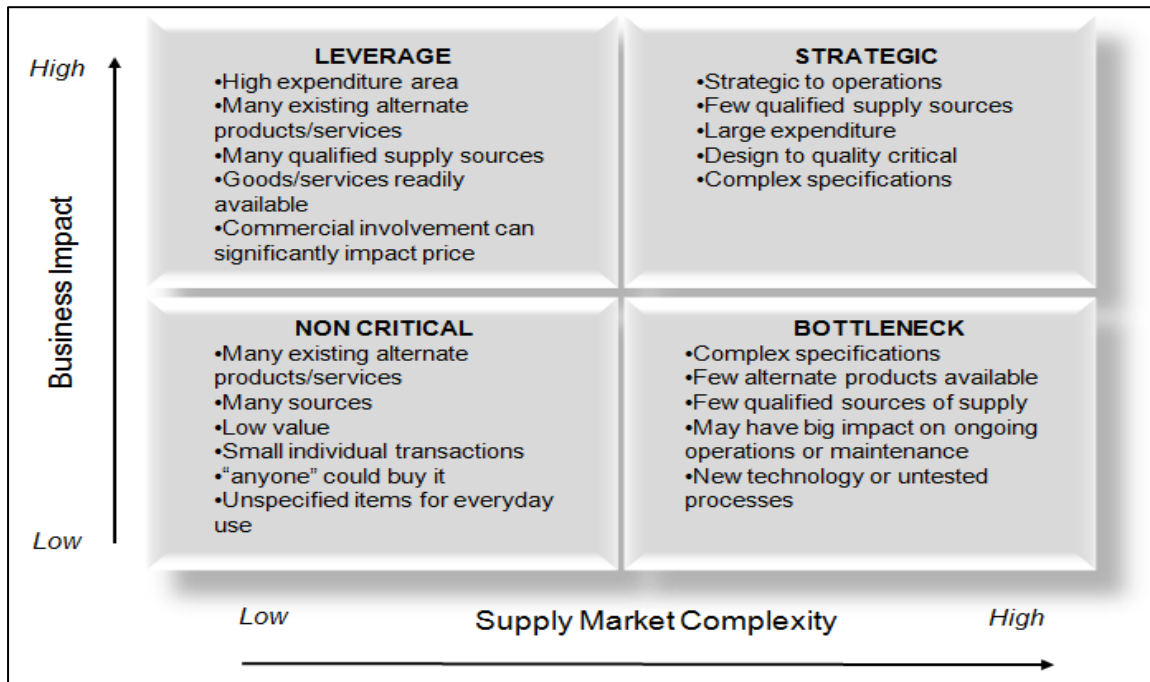 High
Business Impact
Low
LEVERAGE
•High expenditure area
•Many existing alternate
products/services
•Many qualified supply sources
•Goods/services readily
available
•Commercial involvement can
significantly impact price
STRATEGIC
•Strategic to operations
•Few qualified supply sources
•Large expenditure
•Design to quality critical
•Complex specifications
NON CRITICAL
•Many existing alternate
products/services
•Many sources
•Low value
•Small individual transactions
•“anyone” could buy it
•Unspecified items for everyday
use
BOTTLENECK
•Complex specifications
•Few alternate products available
•Few qualified sources of supply
•May have big impact on ongoing
operations or maintenance
•New technology or untested
processes
Low
Supply Market Complexity
High